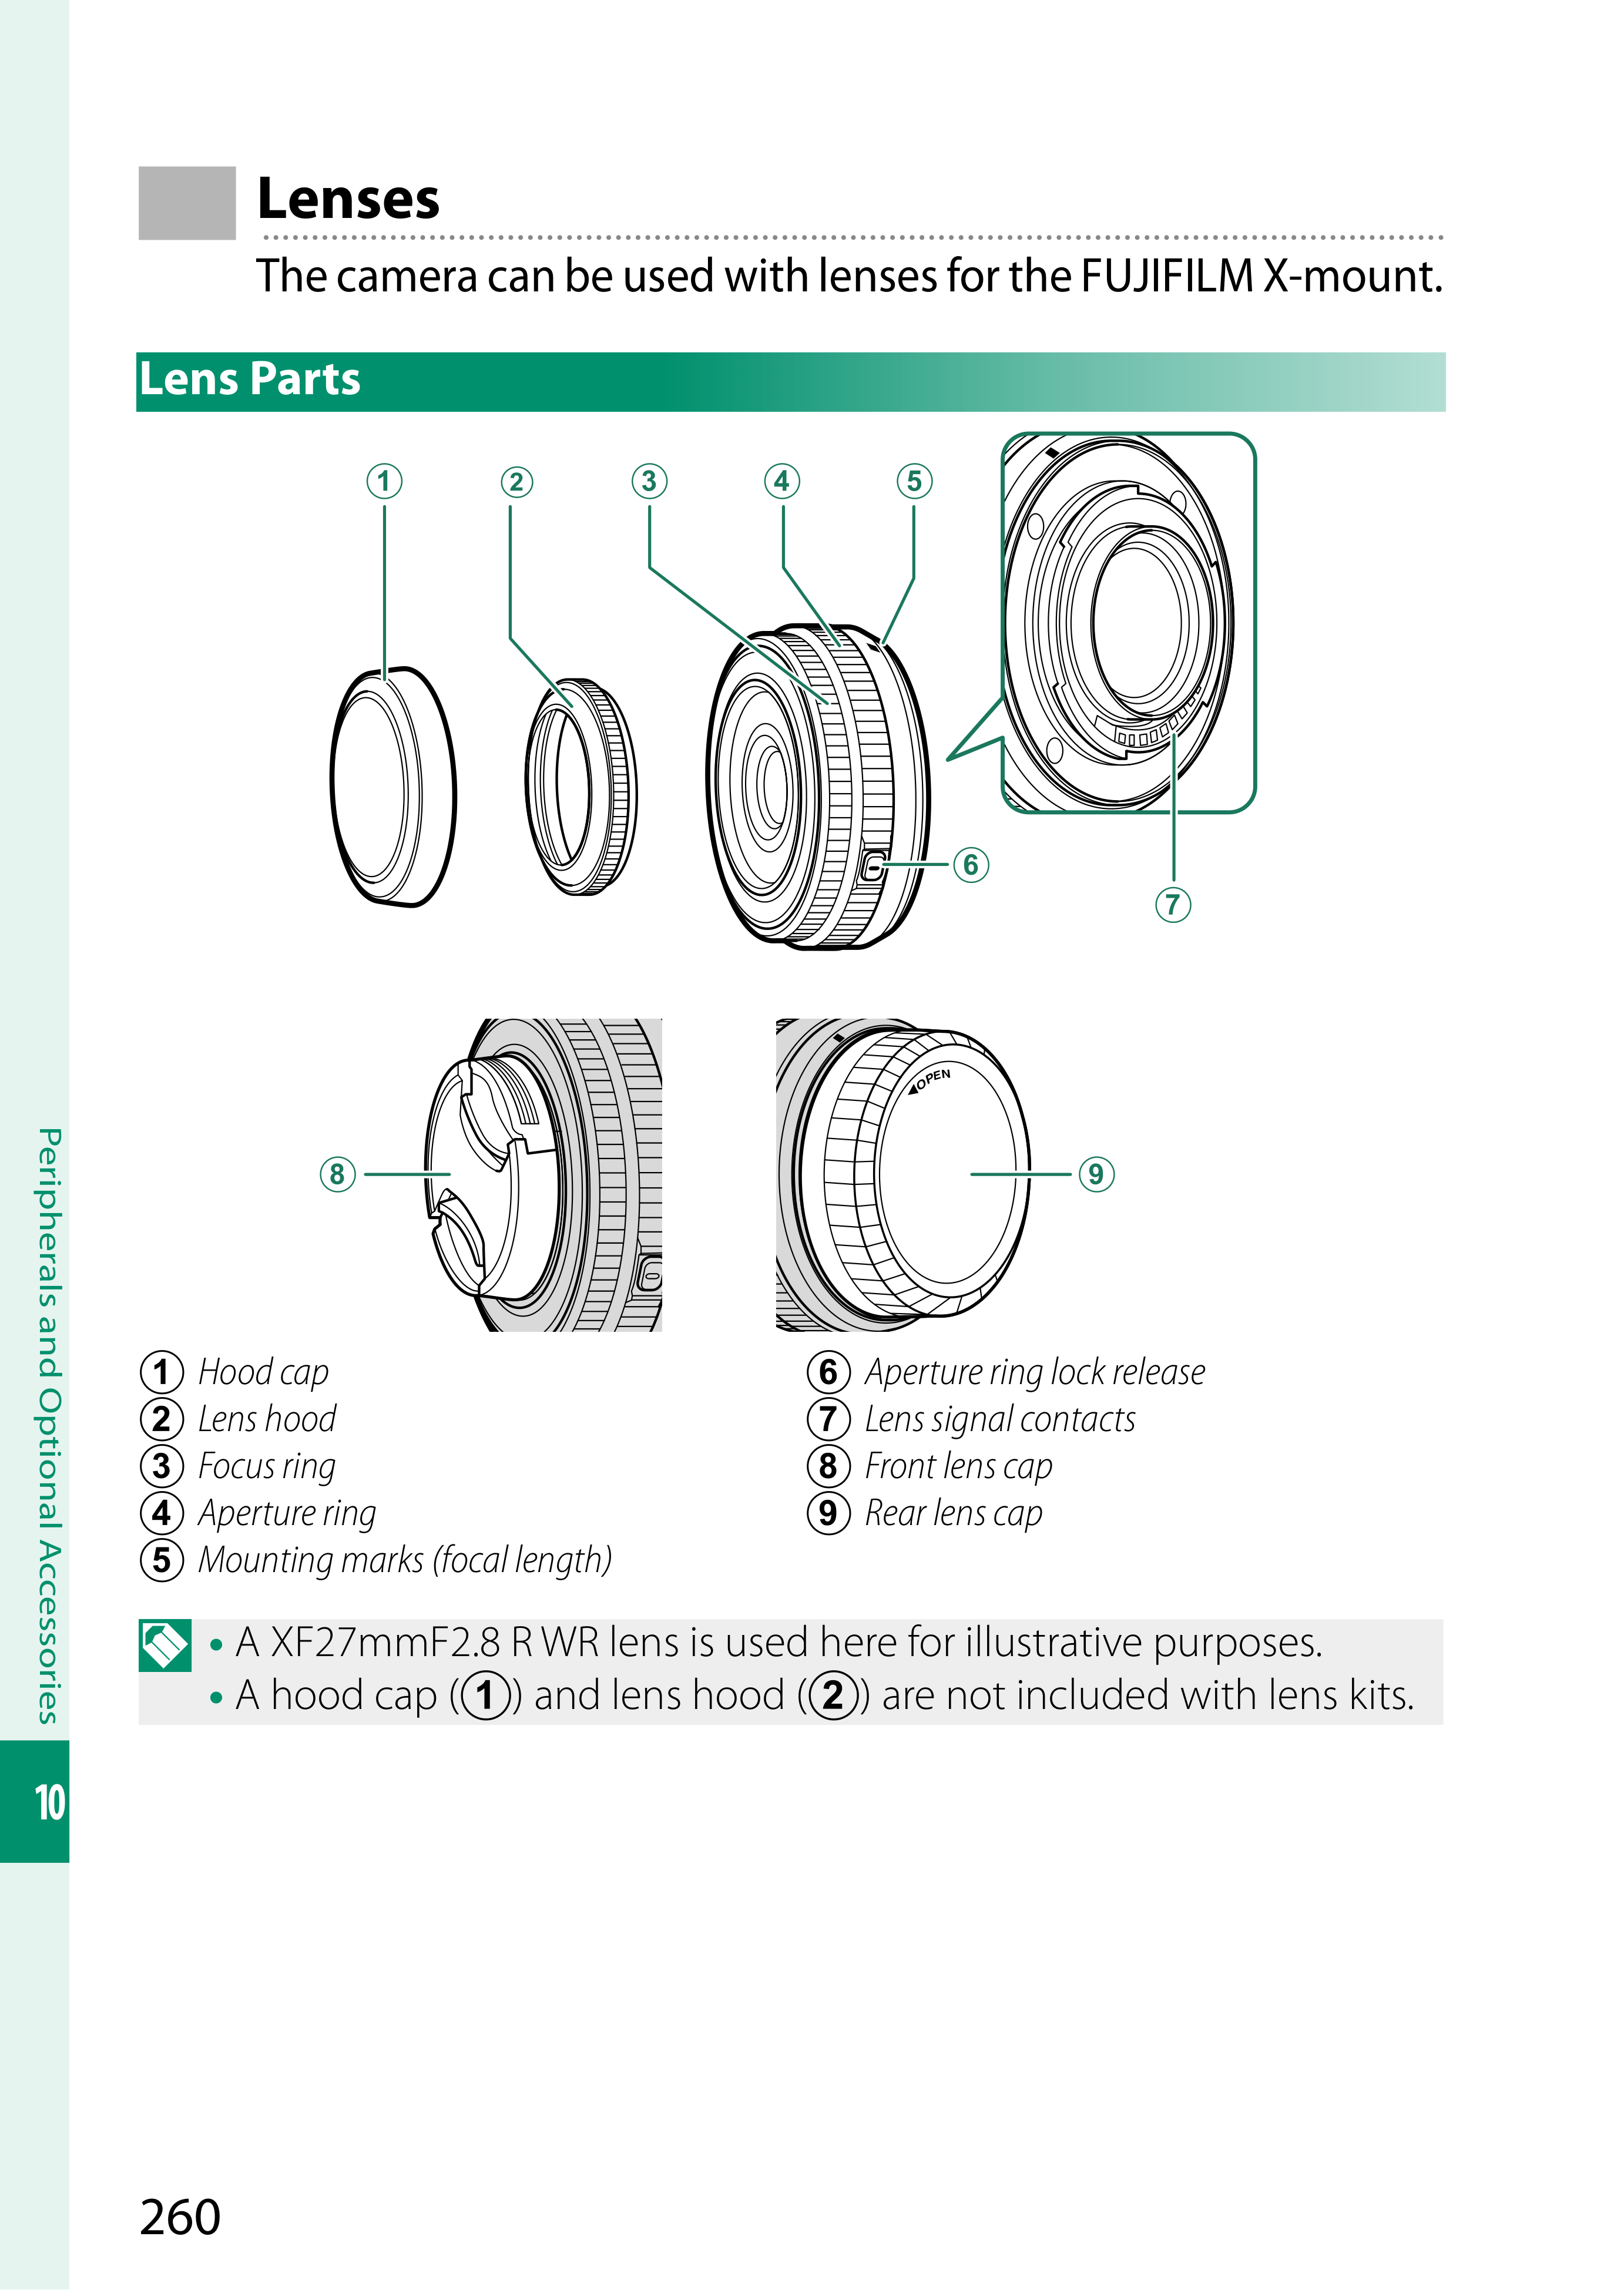 Lenses
The camera can be used with lenses for the FUJIFILM X-mount.
Lens Parts
1 2 3 4 5
6
7
OPEN
8
9
① Hood cap
② Lens hood
③ Focus ring
④ Aperture ring
⑤ Mounting marks (focal length)
⑥ Aperture ring lock release
⑦ Lens signal contacts
⑧ Front lens cap
⑨ Rear lens cap
• A XF27mmF2.8 R WR lens is used here for illustrative purposes.
• A hood cap (①) and lens hood (②) are not included with lens kits.
Peripherals and Optional Accessories
10
260